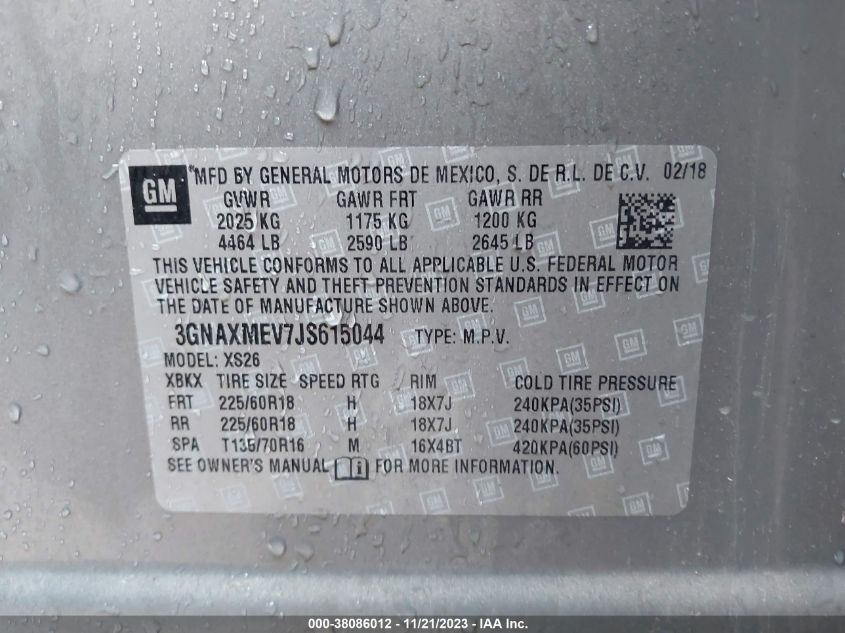 GM
*MFD BY GENERAL MOTORS DE MEXICO, S. DE R.L. DE C.V. 02/18
GVWR GAWR FRT GAWR RR
2025 KG 1175 KG 1200 KG
4464 LB 2590 LB 2645 LB
THIS VEHICLE CONFORMS TO ALL APPLICABLE U.S. FEDERAL MOTOR
VEHICLE SAFETY AND THEFT PREVENTION STANDARDS IN EFFECT ON
THE DATE OF MANUFACTURE SHOWN ABOVE.
3GNAXMEV7JS615044 TYPE: M.P.V.
MODEL: XS26
XBKX TIRE SIZE SPEED RTG RIM COLD TIRE PRESSURE
FRT 225/60R18 H 18X7J 240KPA(35PSI)
RR 225/60R18 H 18X7J 240KPA(35PSI)
SPA T135/70R16 M 16X4BT 420KPA(60PSI)
SEE OWNER'S MANUAL FOR MORE INFORMATION.
000-38086012 - 11/21/2023 - IAA Inc.